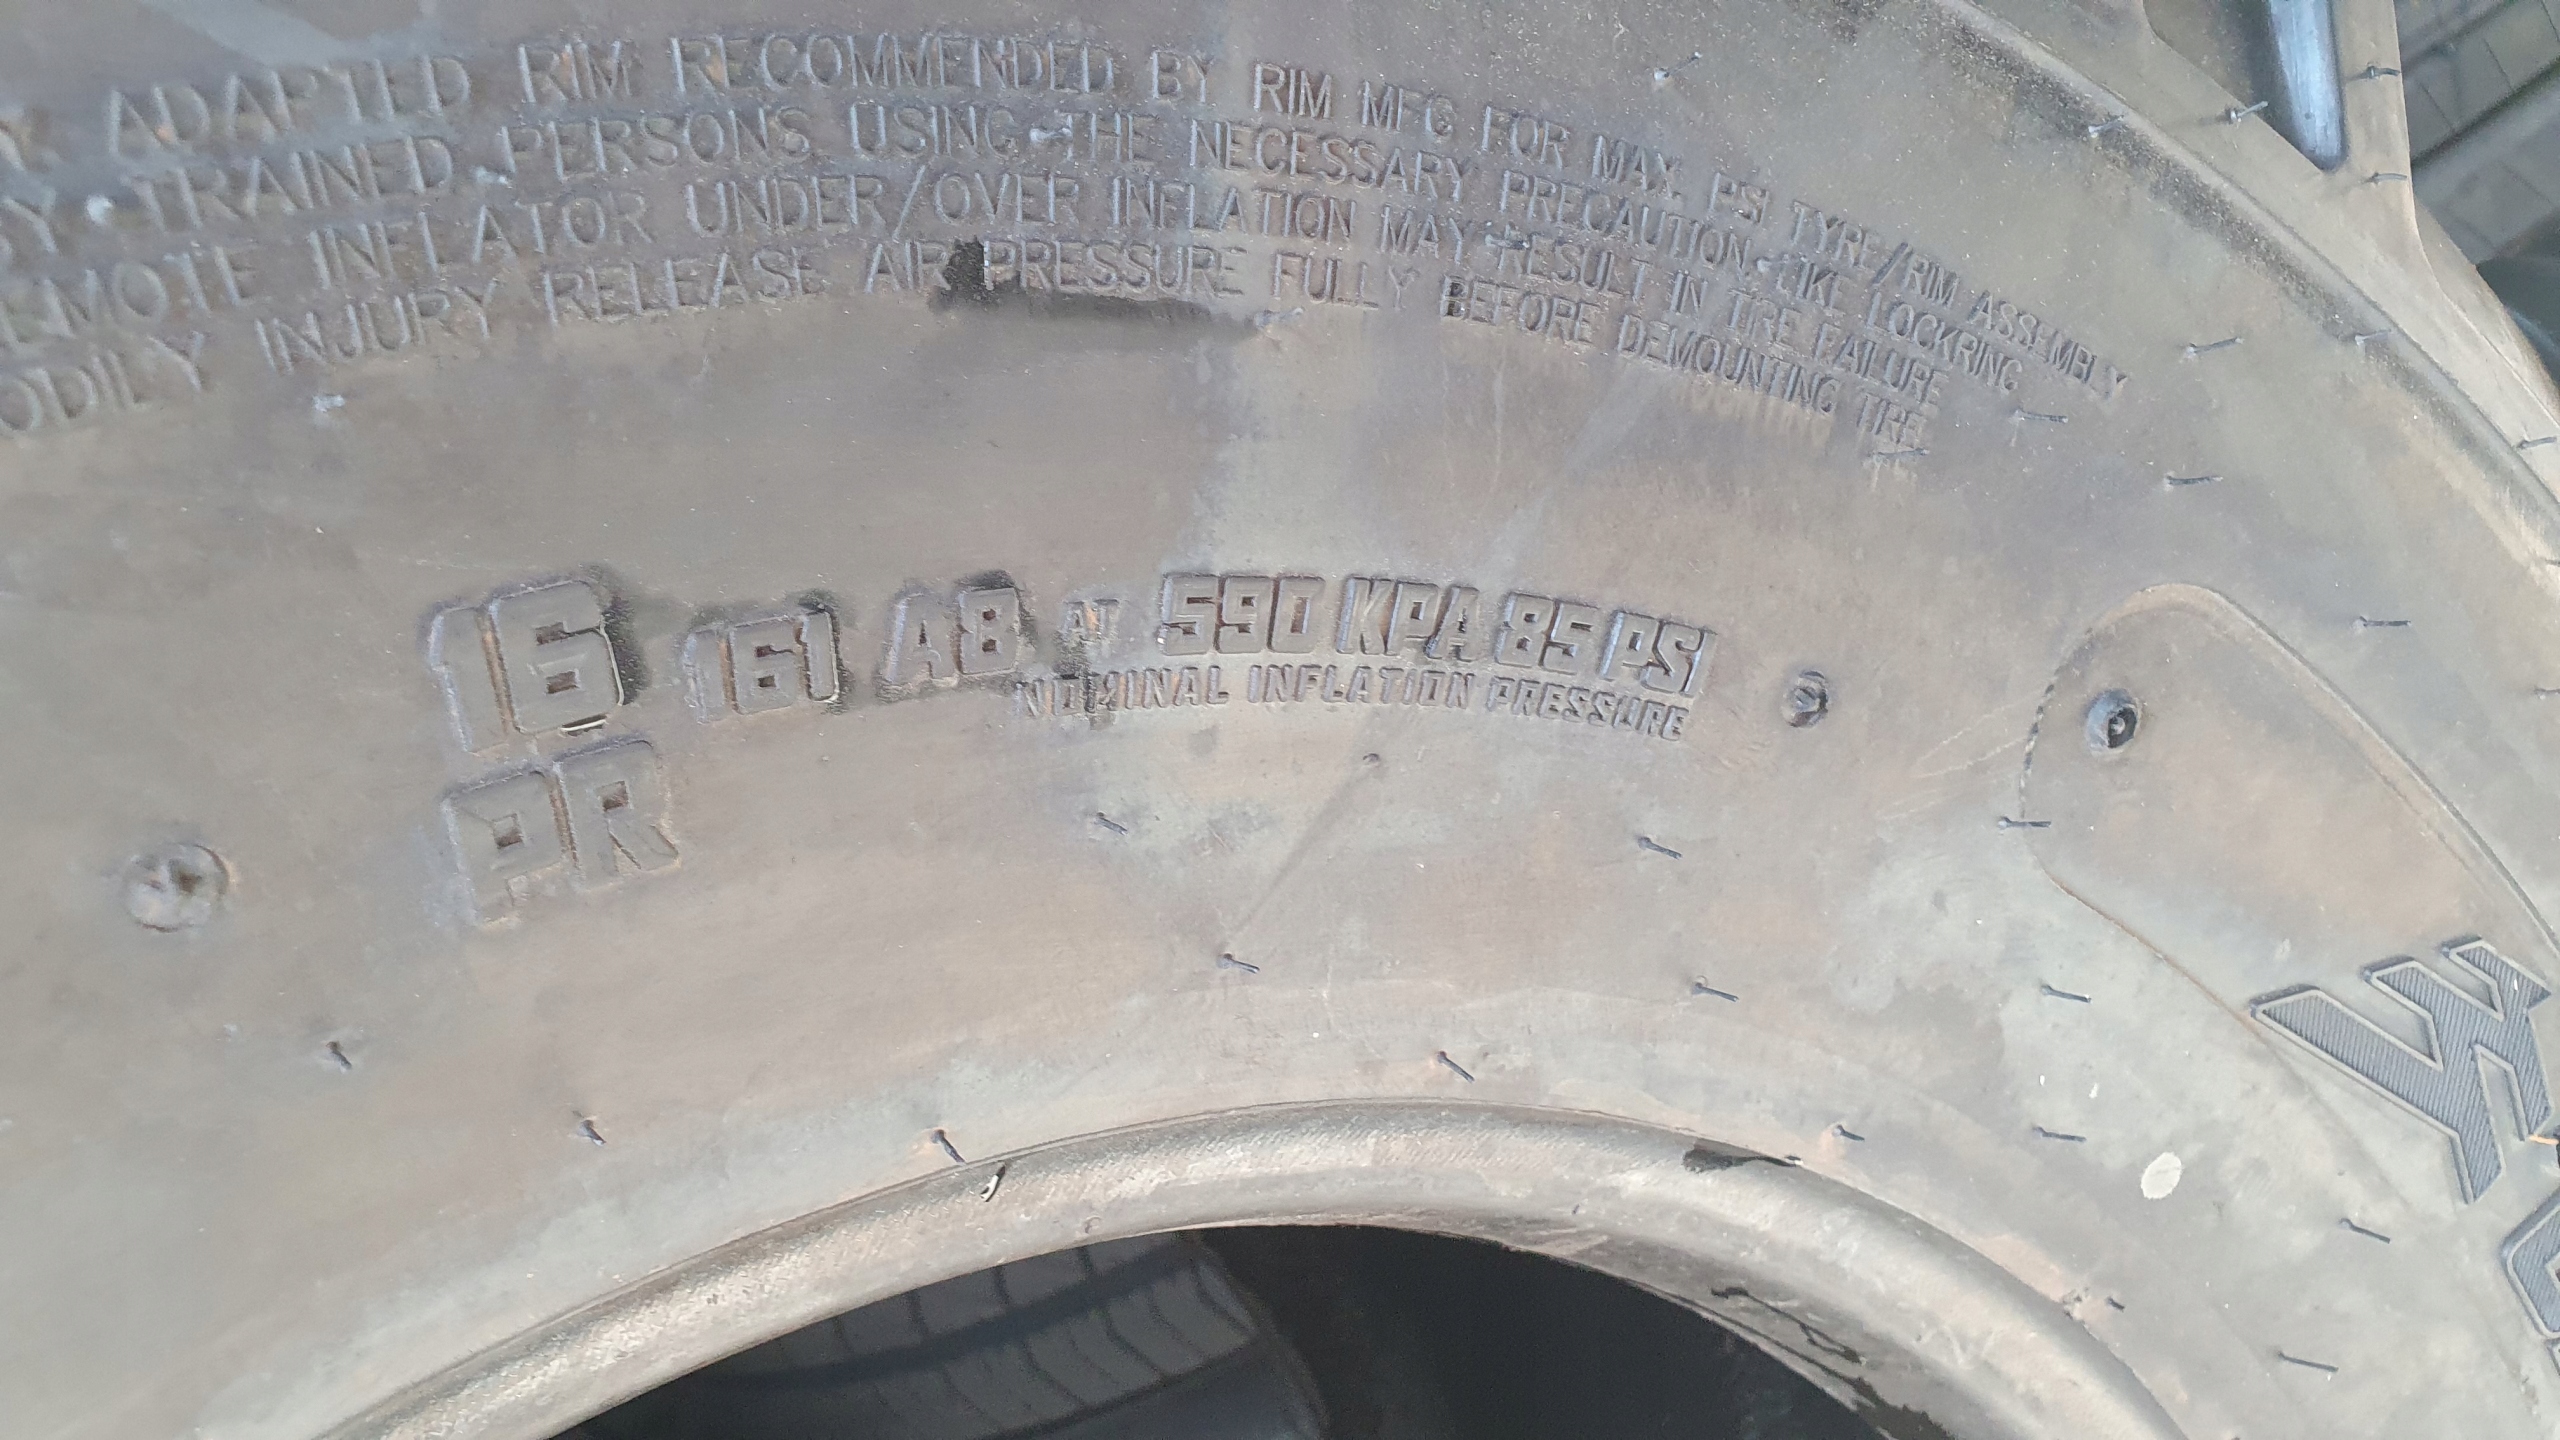 ADAPTED RIM RECOMMENDED BY RIM MFG FOR MAX. PSI TYRE/RIM ASSEMBLY
TRAINED PERSONS USING THE NECESSARY PRECAUTION LIKE LOCKRING
INFLATOR UNDER/OVER INFLATION MAY RESULT IN TIRE FAILURE
INJURY RELEASE AIR PRESSURE FULLY BEFORE DEMOUNTING TIRE
16 161 A8 AT 590 KPA 85 PSI
NOMINAL INFLATION PRESSURE
PR